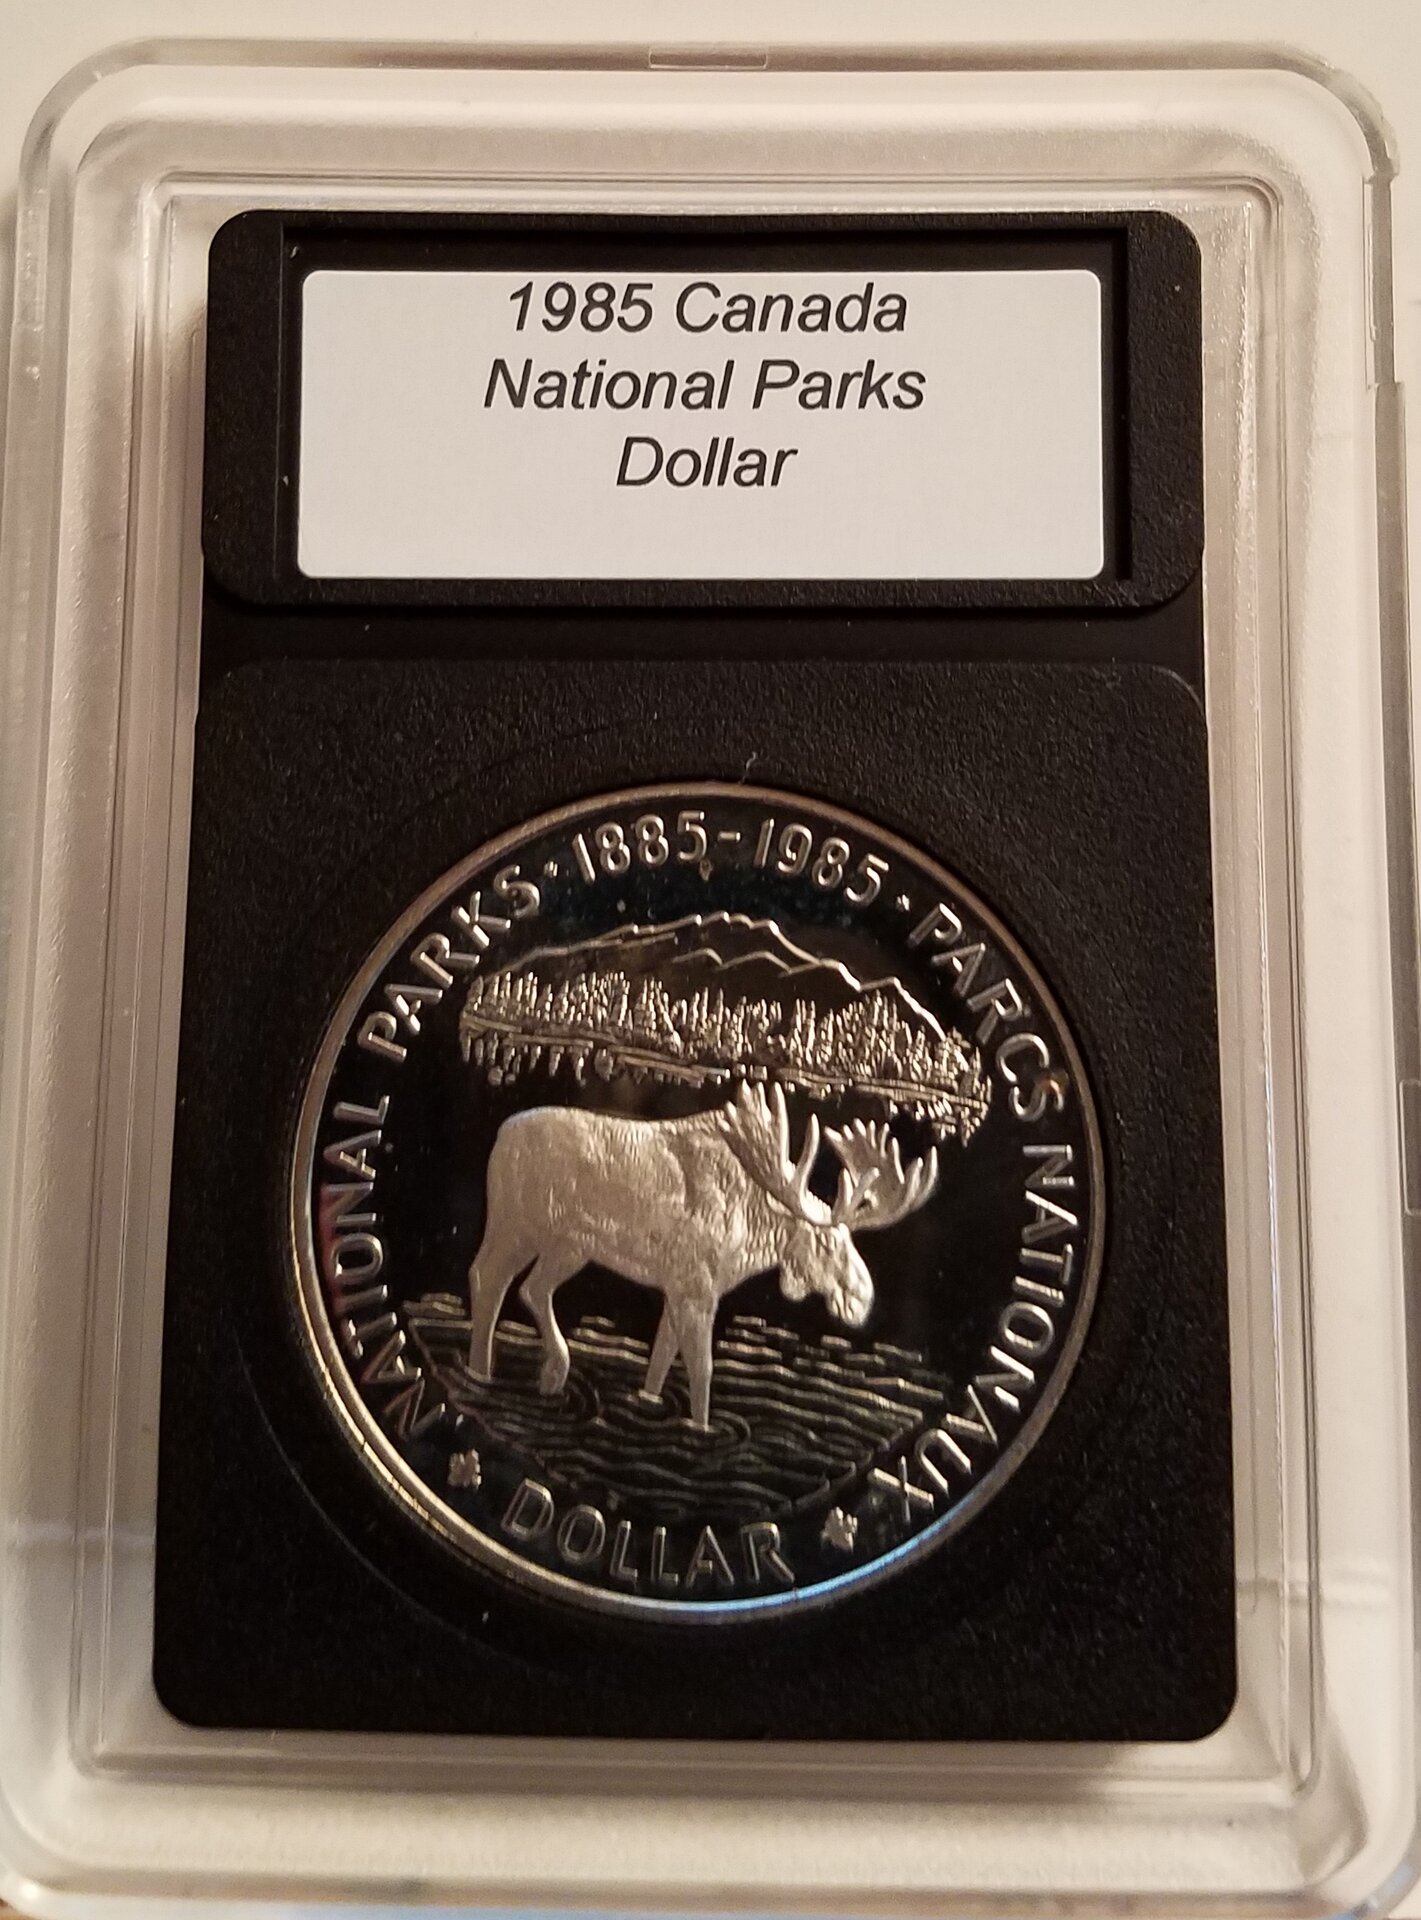 1985 Canada
National Parks
Dollar
NATIONAL PARKS · 1885-1985 · PARCS NATIONAUX
DOLLAR